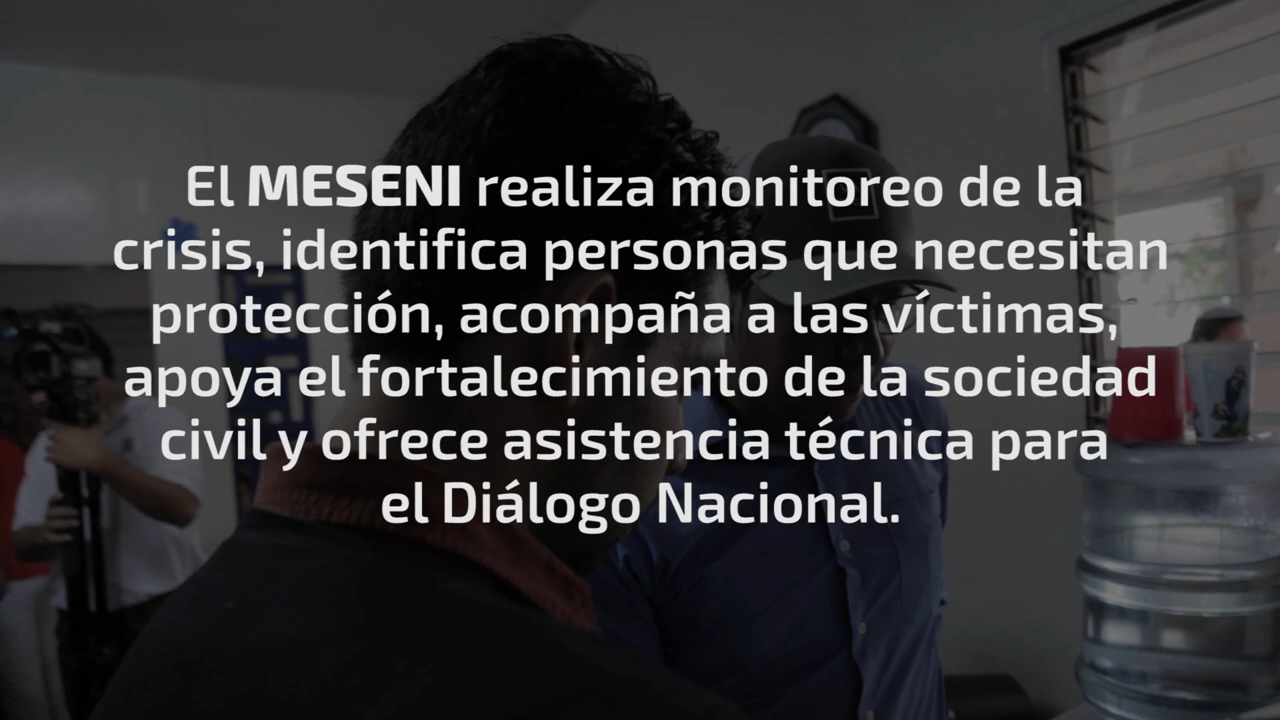 El MESENI realiza monitoreo de la
crisis, identifica personas que necesitan
protección, acompaña a las víctimas,
apoya el fortalecimiento de la sociedad
civil y ofrece asistencia técnica para
el Diálogo Nacional.